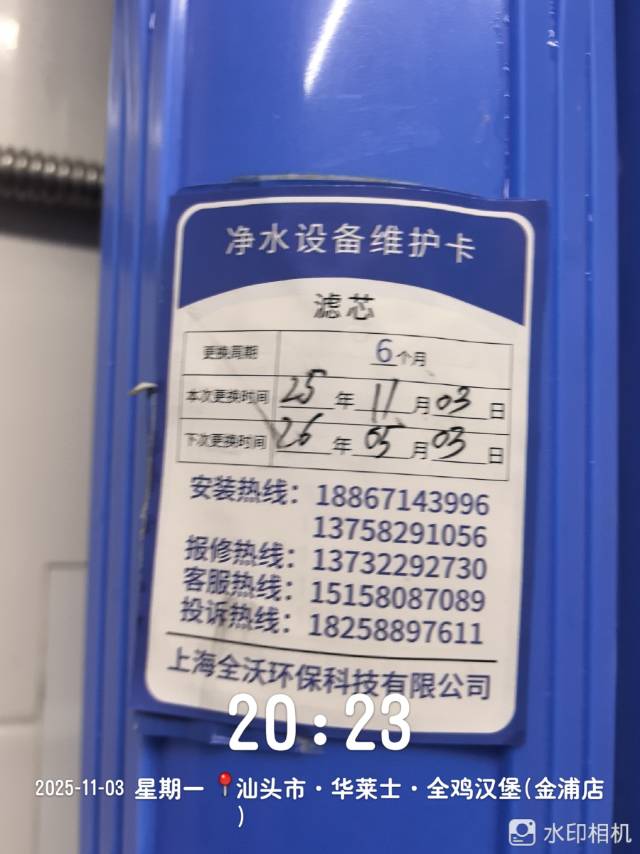 净水设备维护卡
滤芯
更换周期 6个月
本次更换时间 25年11月03日
下次更换时间 26年05月03日
安装热线：18867143996
13758291056
报修热线：13732292730
客服热线：15158087089
投诉热线：18258897611
上海全沃环保科技有限公司
20:23
2025-11-03 星期一 📍汕头市·华莱士·全鸡汉堡(金浦店
)
水印相机